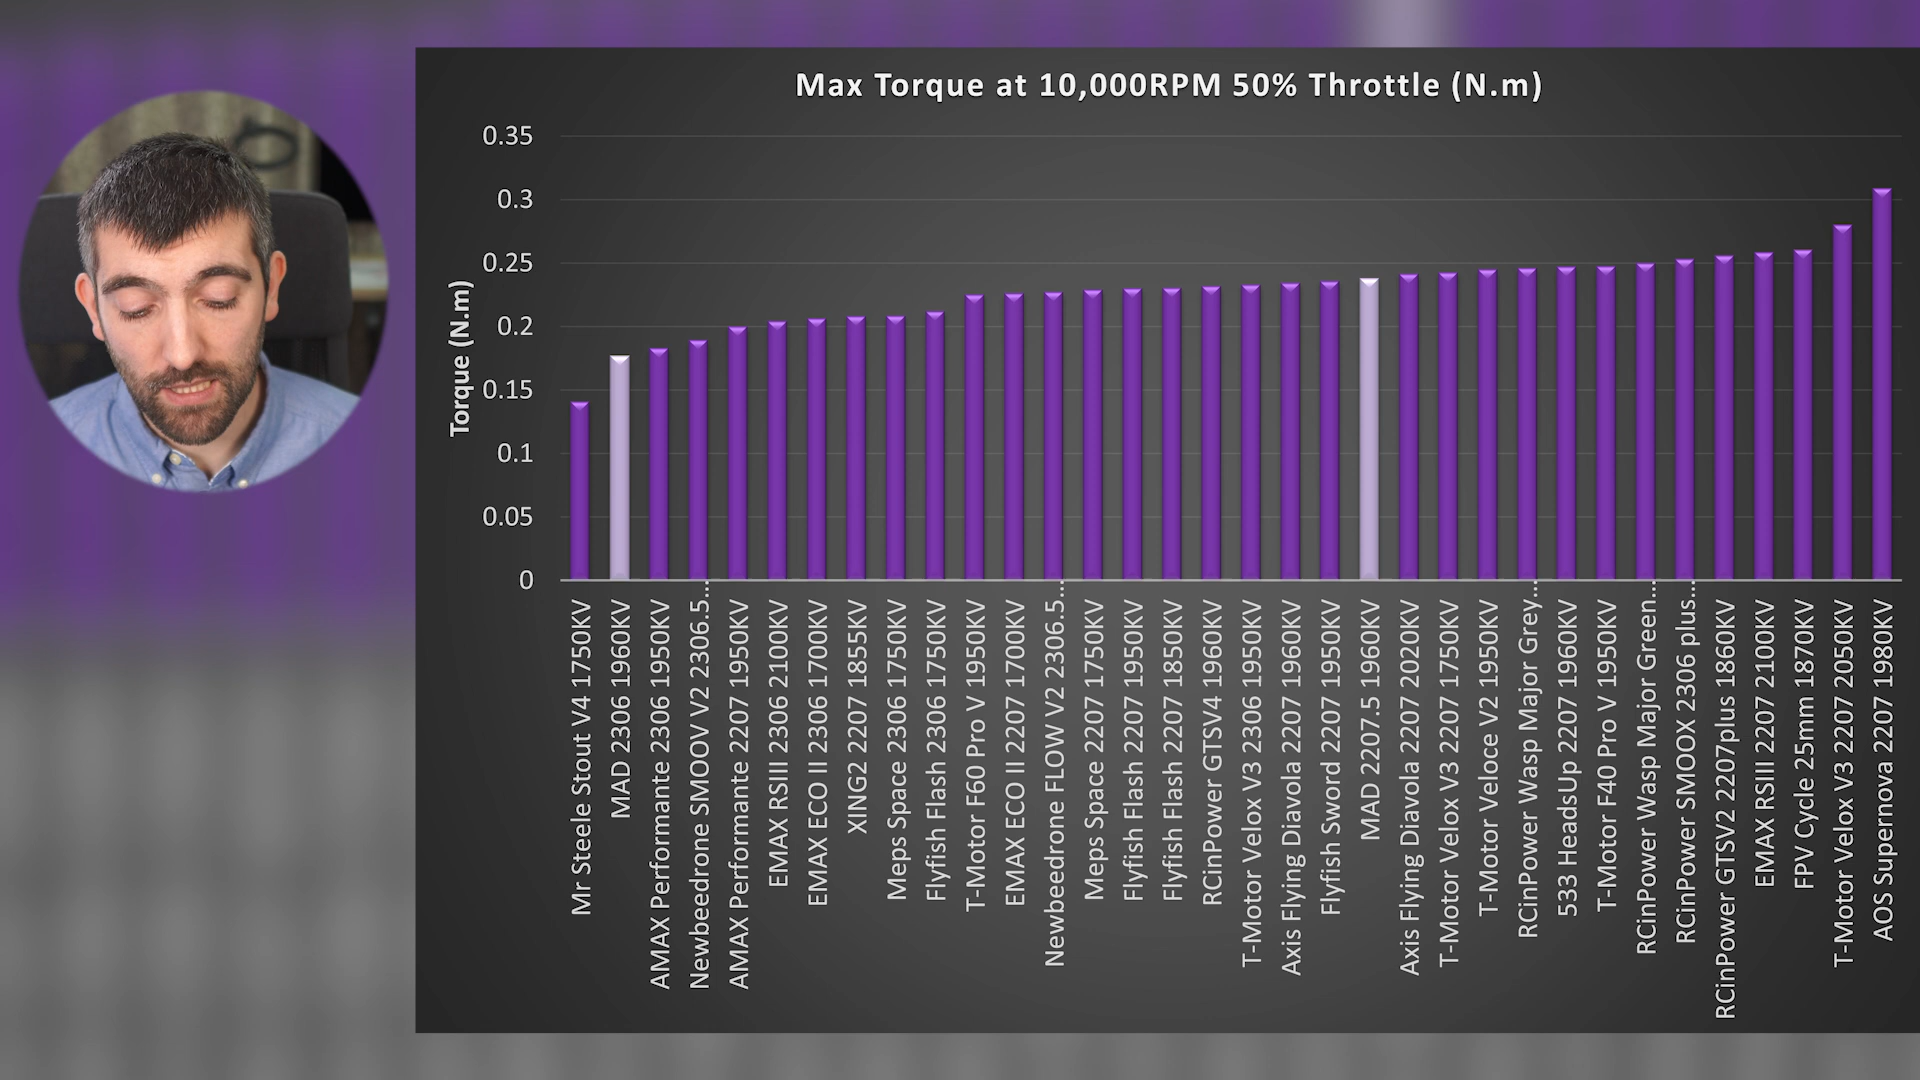 Max Torque at 10,000RPM 50% Throttle (N.m)
Torque (N.m)
0.35
0.3
0.25
0.2
0.15
0.1
0.05
0
Mr Steele Stout V4 1750KV
MAD 2306 1960KV
AMAX Performante 2306 1950KV
Newbeedrone SMOOV V2 2306.5...
AMAX Performante 2207 1950KV
EMAX RSIII 2306 2100KV
EMAX ECO II 2306 1700KV
XING2 2207 1855KV
Meps Space 2306 1750KV
Flyfish Flash 2306 1750KV
T-Motor F60 Pro V 1950KV
EMAX ECO II 2207 1700KV
Newbeedrone FLOW V2 2306.5...
Meps Space 2207 1750KV
Flyfish Flash 2207 1950KV
Flyfish Flash 2207 1850KV
RCinPower GTSV4 1960KV
T-Motor Velox V3 2306 1950KV
Axis Flying Diavola 2207 1960KV
Flyfish Sword 2207 1950KV
MAD 2207.5 1960KV
Axis Flying Diavola 2207 2020KV
T-Motor Velox V3 2207 1750KV
T-Motor Veloce V2 1950KV
RCinPower Wasp Major Grey...
533 HeadsUp 2207 1960KV
T-Motor F40 Pro V 1950KV
RCinPower Wasp Major Green...
RCinPower SMOOX 2306 plus...
RCinPower GTSV2 2207plus 1860KV
EMAX RSIII 2207 2100KV
FPV Cycle 25mm 1870KV
T-Motor Velox V3 2207 2050KV
AOS Supernova 2207 1980KV